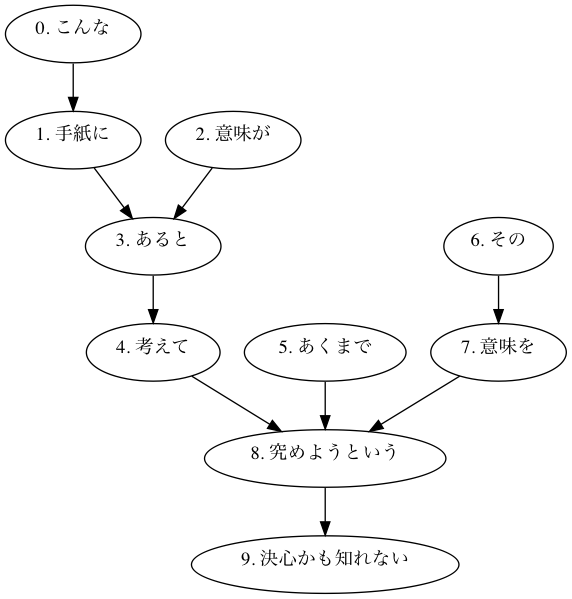 0. こんな
1. 手紙に
2. 意味が
3. あると
6. その
4. 考えて
5. あくまで
7. 意味を
8. 究めようという
9. 決心かも知れない